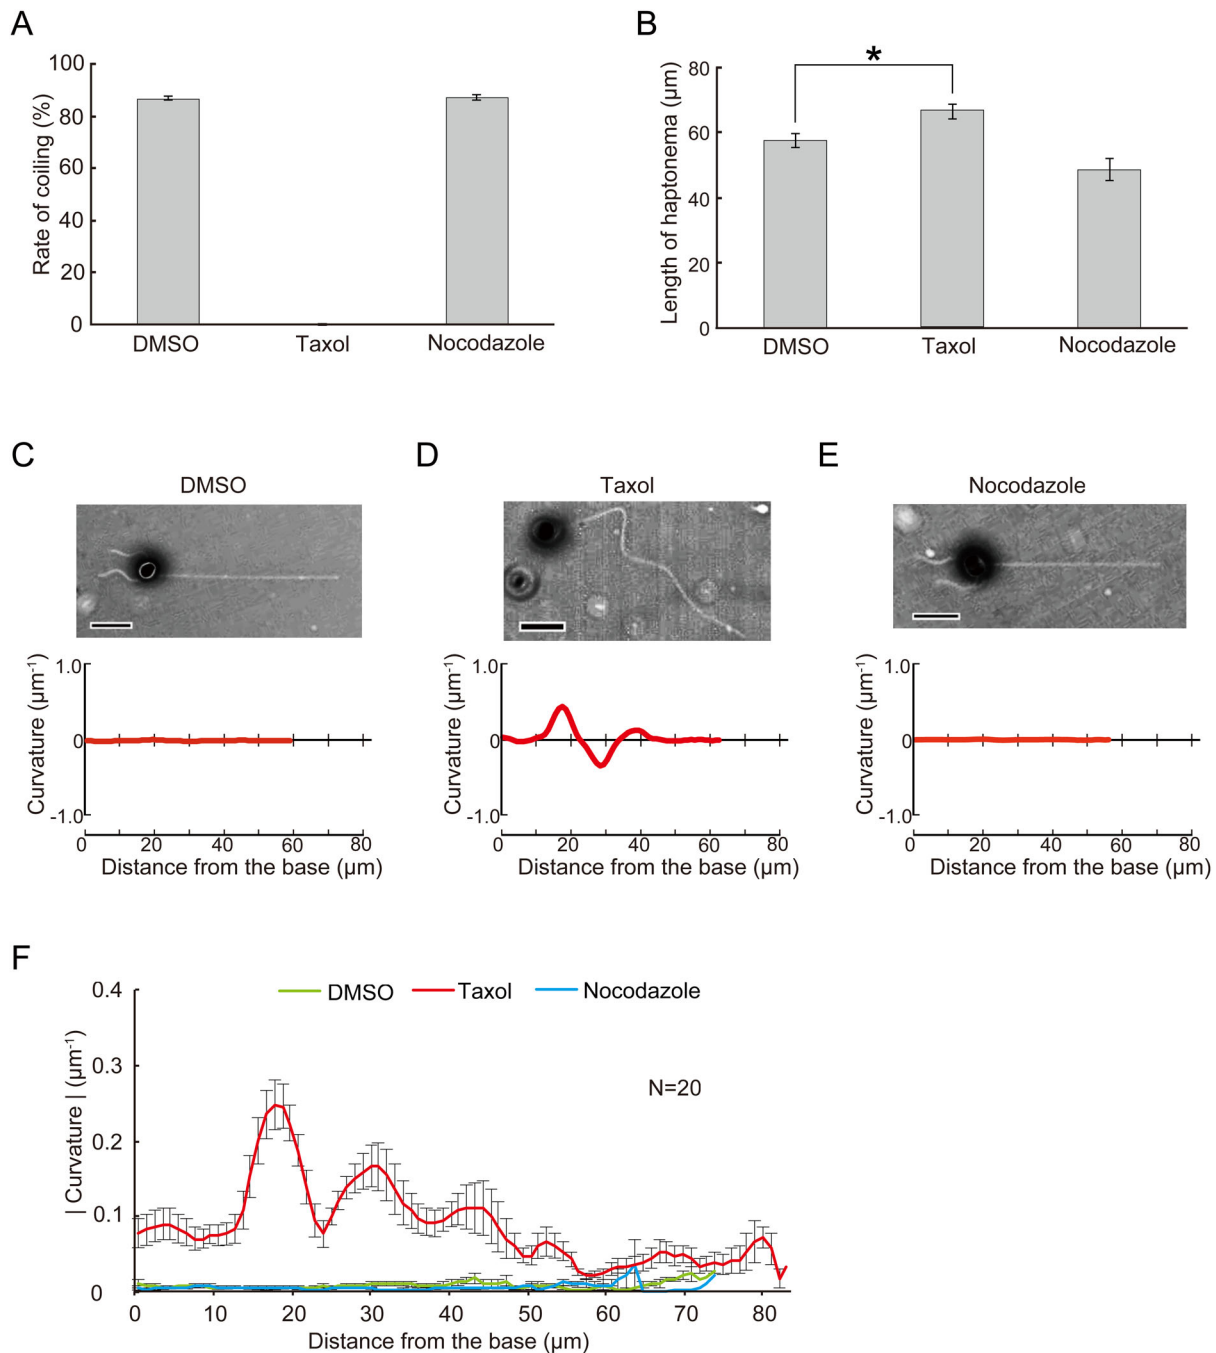 A
Rate of coiling (%)
100
80
60
40
20
0
DMSO Taxol Nocodazole
B
Length of haptonema (µm)
80
60
40
20
0
*
DMSO Taxol Nocodazole
C
DMSO
Curvature (µm⁻¹)
1.0
0
-1.0
0 20 40 60 80
Distance from the base (µm)
D
Taxol
Curvature (µm⁻¹)
1.0
0
-1.0
0 20 40 60 80
Distance from the base (µm)
E
Nocodazole
Curvature (µm⁻¹)
1.0
0
-1.0
0 20 40 60 80
Distance from the base (µm)
F
DMSO Taxol Nocodazole
N=20
| Curvature | (µm⁻¹)
0.4
0.3
0.2
0.1
0
0 10 20 30 40 50 60 70 80
Distance from the base (µm)